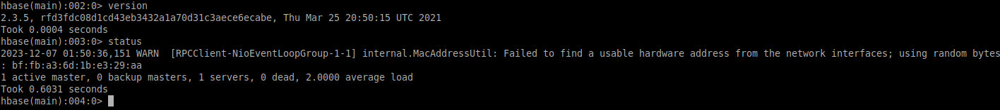 hbase(main):002:0> version
2.3.5, rfd3fdc08d1cd43eb3432a1a70d31c3aece6ecabe, Thu Mar 25 20:50:15 UTC 2021
Took 0.0004 seconds
hbase(main):003:0> status
2023-12-07 01:50:36,151 WARN  [RPCClient-NioEventLoopGroup-1-1] internal.MacAddressUtil: Failed to find a usable hardware address from the network interfaces; using random bytes
: bf:fb:a3:6d:1b:e3:29:aa
1 active master, 0 backup masters, 1 servers, 0 dead, 2.0000 average load
Took 0.6031 seconds
hbase(main):004:0>